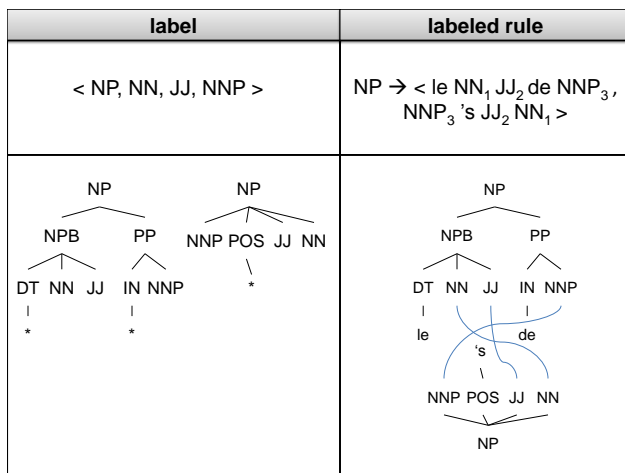 label
labeled rule
< NP, NN, JJ, NNP >
NP → < le NN₁ JJ₂ de NNP₃ ,
NNP₃ 's JJ₂ NN₁ >
NP NP
NPB PP NNP POS JJ NN
DT NN JJ IN NNP *
* *
NP
NPB PP
DT NN JJ IN NNP
le de
's
NNP POS JJ NN
NP